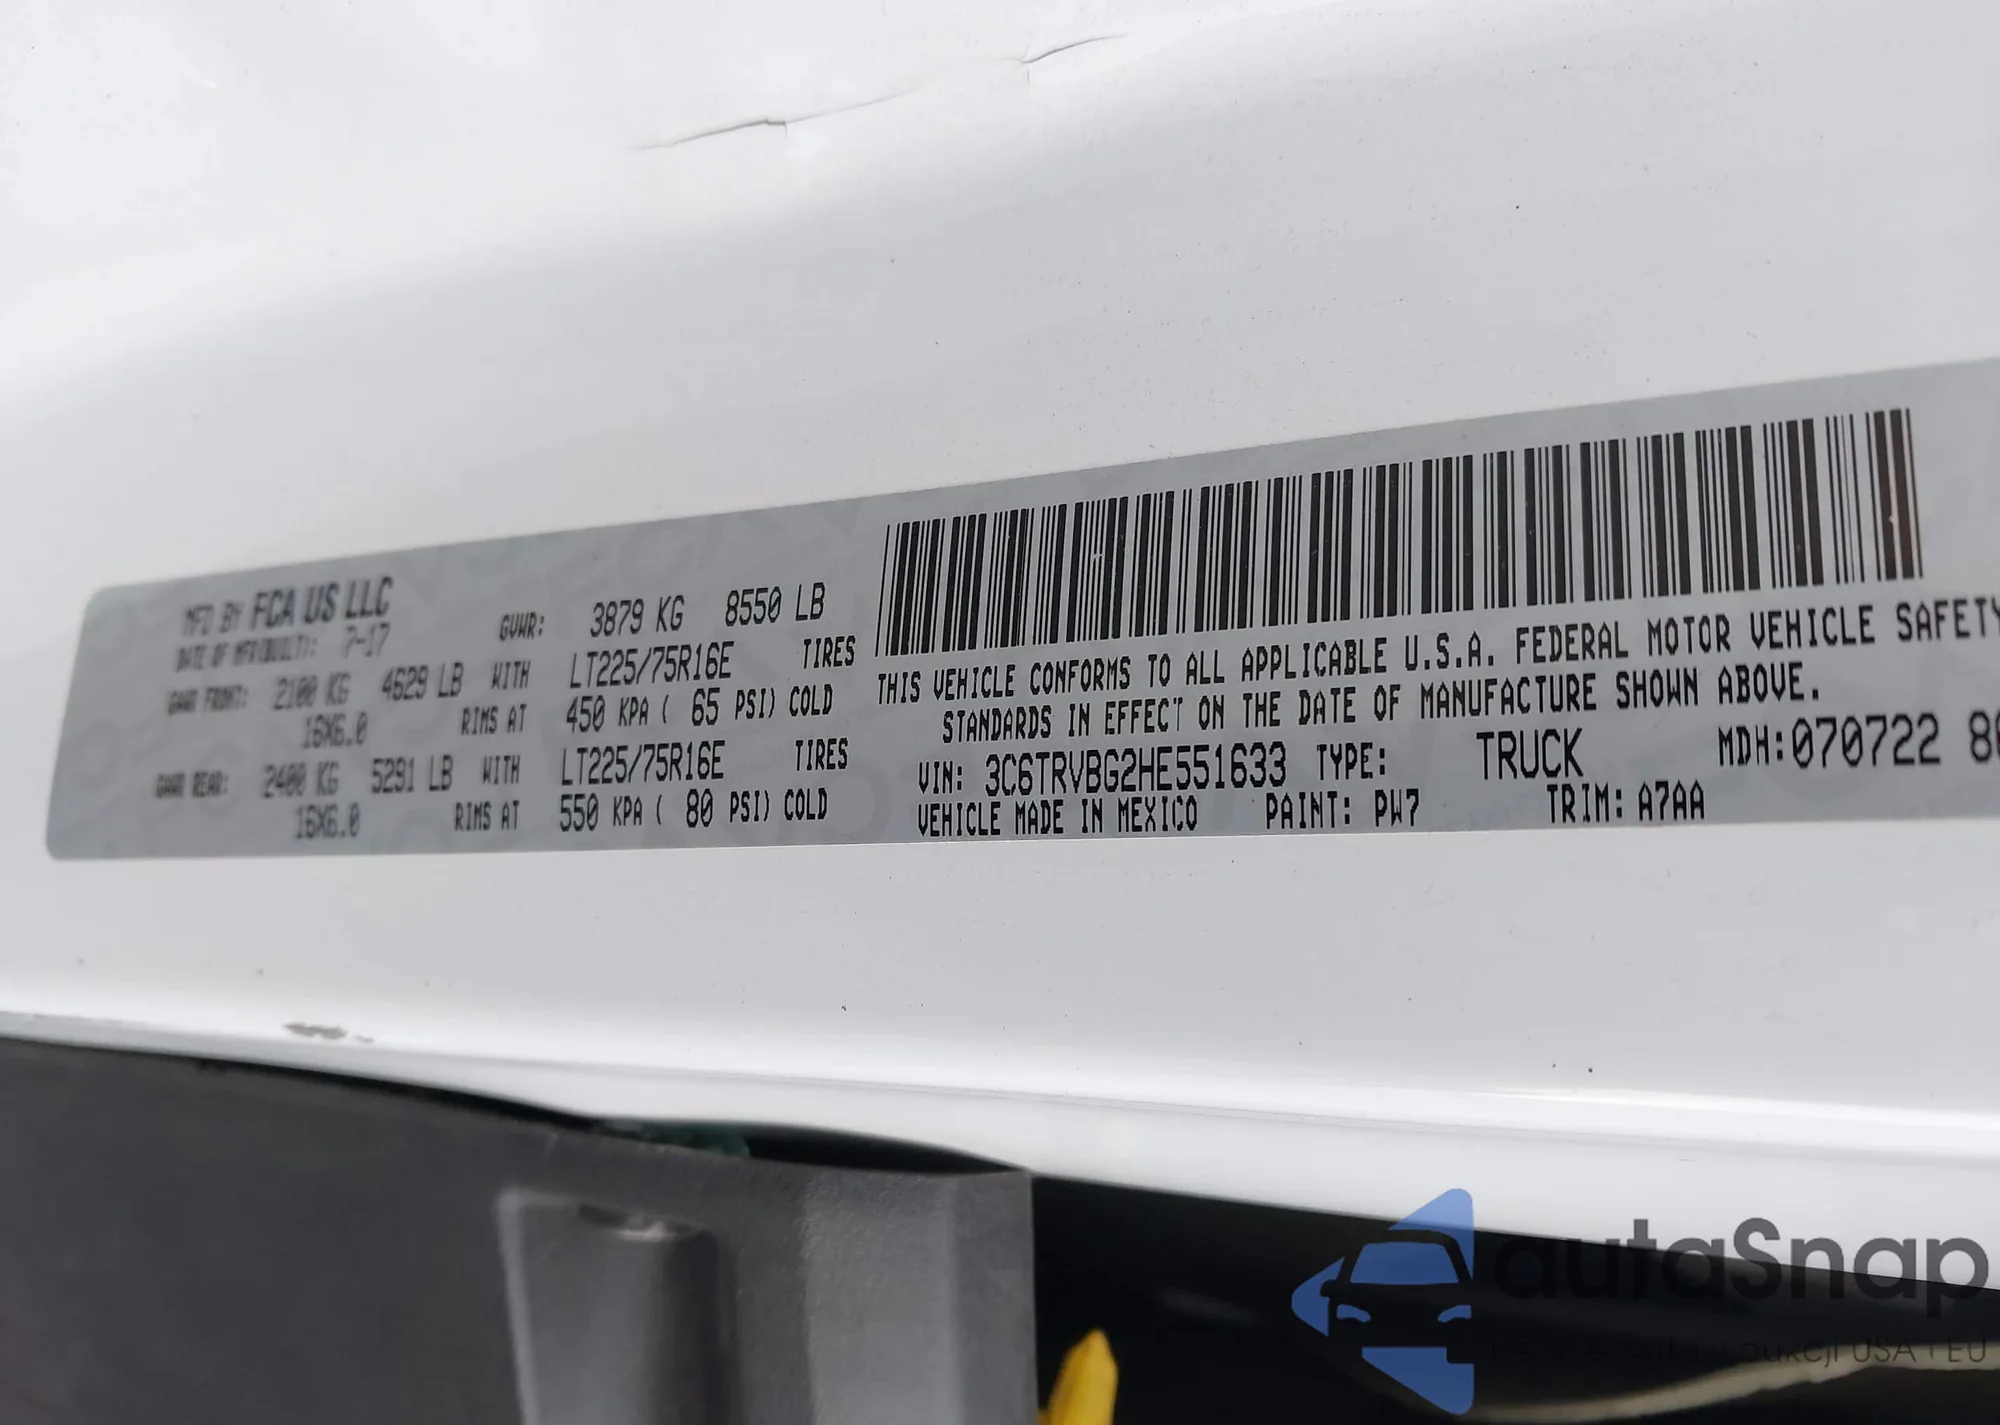 MFD BY FCA US LLC
DATE OF MFR(BUILT): 7-17
GVWR: 3879 KG 8550 LB
GAWR FRONT: 2100 KG 4629 LB WITH LT225/75R16E TIRES
16X6.0 RIMS AT 450 KPA ( 65 PSI) COLD
GAWR REAR: 2400 KG 5291 LB WITH LT225/75R16E TIRES
16X6.0 RIMS AT 550 KPA ( 80 PSI) COLD
THIS VEHICLE CONFORMS TO ALL APPLICABLE U.S.A. FEDERAL MOTOR VEHICLE SAFETY
STANDARDS IN EFFECT ON THE DATE OF MANUFACTURE SHOWN ABOVE.
VIN: 3C6TRVBG2HE551633 TYPE: TRUCK MDH:070722
VEHICLE MADE IN MEXICO PAINT: PW7 TRIM: A7AA
autaSnap
aukcji USA i EU